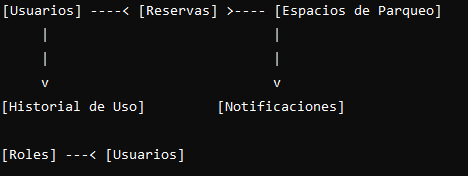 [Usuarios] ----< [Reservas] >---- [Espacios de Parqueo]
     |                            |
     |                            |
     v                            v
[Historial de Uso]         [Notificaciones]
[Roles] ---< [Usuarios]